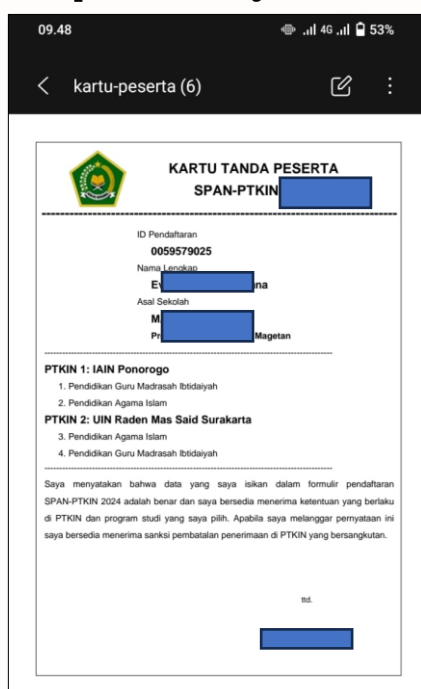 09.48 4G 53%
kartu-peserta (6)
KARTU TANDA PESERTA
SPAN-PTKIN
ID Pendaftaran
0059579025
Nama Lengkap
E na
Asal Sekolah
M
Pr Magetan
PTKIN 1: IAIN Ponorogo
1. Pendidikan Guru Madrasah Ibtidaiyah
2. Pendidikan Agama Islam
PTKIN 2: UIN Raden Mas Said Surakarta
3. Pendidikan Agama Islam
4. Pendidikan Guru Madrasah Ibtidaiyah
Saya menyatakan bahwa data yang saya isikan dalam formulir pendaftaran
SPAN-PTKIN 2024 adalah benar dan saya bersedia menerima ketentuan yang berlaku
di PTKIN dan program studi yang saya pilih. Apabila saya melanggar pernyataan ini
saya bersedia menerima sanksi pembatalan penerimaan di PTKIN yang bersangkutan.
ttd.